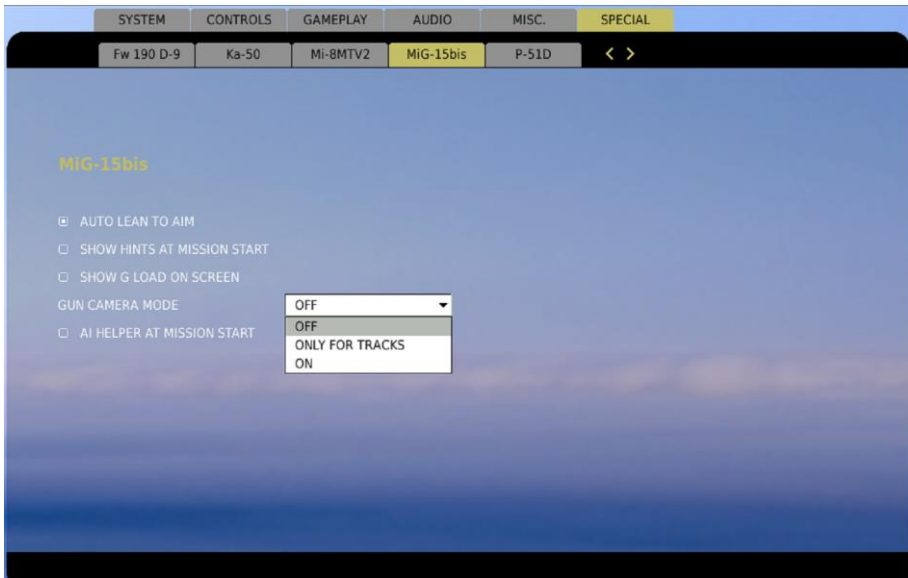 SYSTEM CONTROLS GAMEPLAY AUDIO MISC. SPECIAL
Fw 190 D-9 Ka-50 Mi-8MTV2 MiG-15bis P-51D < >
MiG-15bis
AUTO LEAN TO AIM
SHOW HINTS AT MISSION START
SHOW G LOAD ON SCREEN
GUN CAMERA MODE OFF
OFF
ONLY FOR TRACKS
AI HELPER AT MISSION START
ON